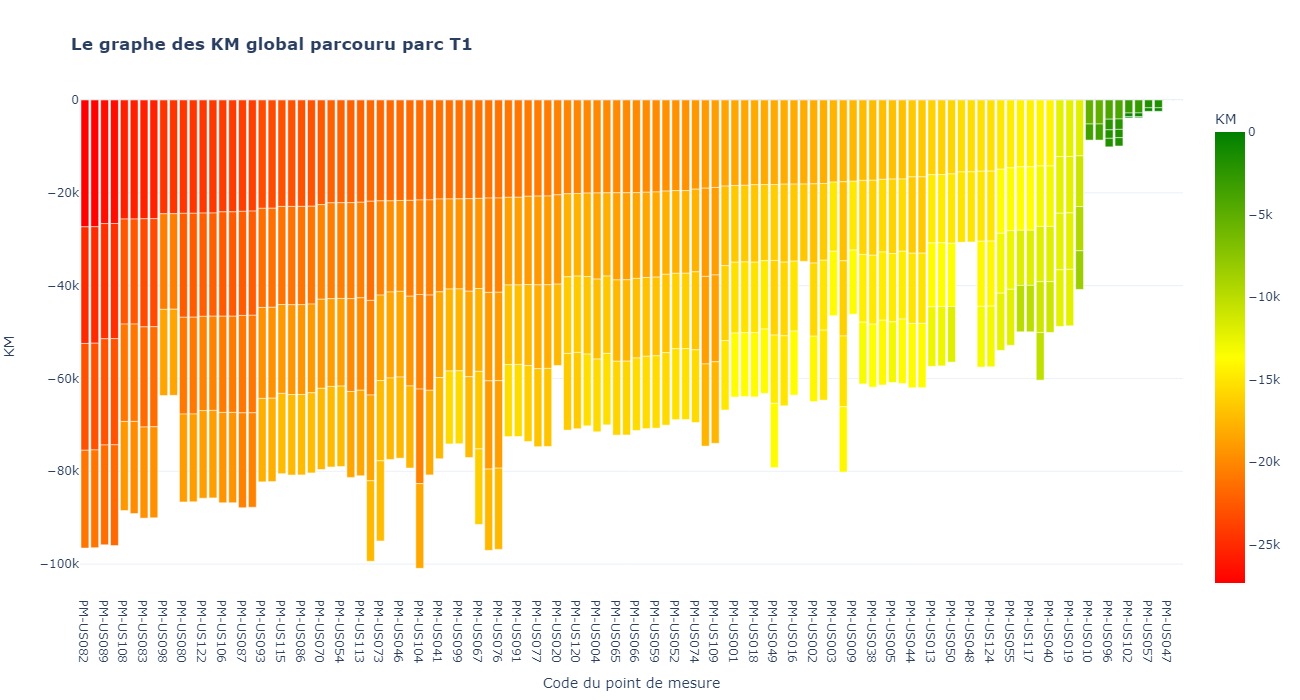 Le graphe des KM global parcouru parc T1
KM
0
−20k
−40k
−60k
−80k
−100k
KM
0
−5k
−10k
−15k
−20k
−25k
PM-US082
PM-US089
PM-US108
PM-US083
PM-US098
PM-US080
PM-US122
PM-US106
PM-US087
PM-US093
PM-US115
PM-US086
PM-US070
PM-US054
PM-US113
PM-US073
PM-US046
PM-US104
PM-US041
PM-US099
PM-US067
PM-US076
PM-US091
PM-US077
PM-US020
PM-US120
PM-US004
PM-US065
PM-US066
PM-US059
PM-US052
PM-US074
PM-US109
PM-US001
PM-US018
PM-US049
PM-US016
PM-US002
PM-US003
PM-US009
PM-US038
PM-US005
PM-US044
PM-US013
PM-US050
PM-US048
PM-US124
PM-US055
PM-US117
PM-US040
PM-US019
PM-US010
PM-US096
PM-US102
PM-US057
PM-US047
Code du point de mesure